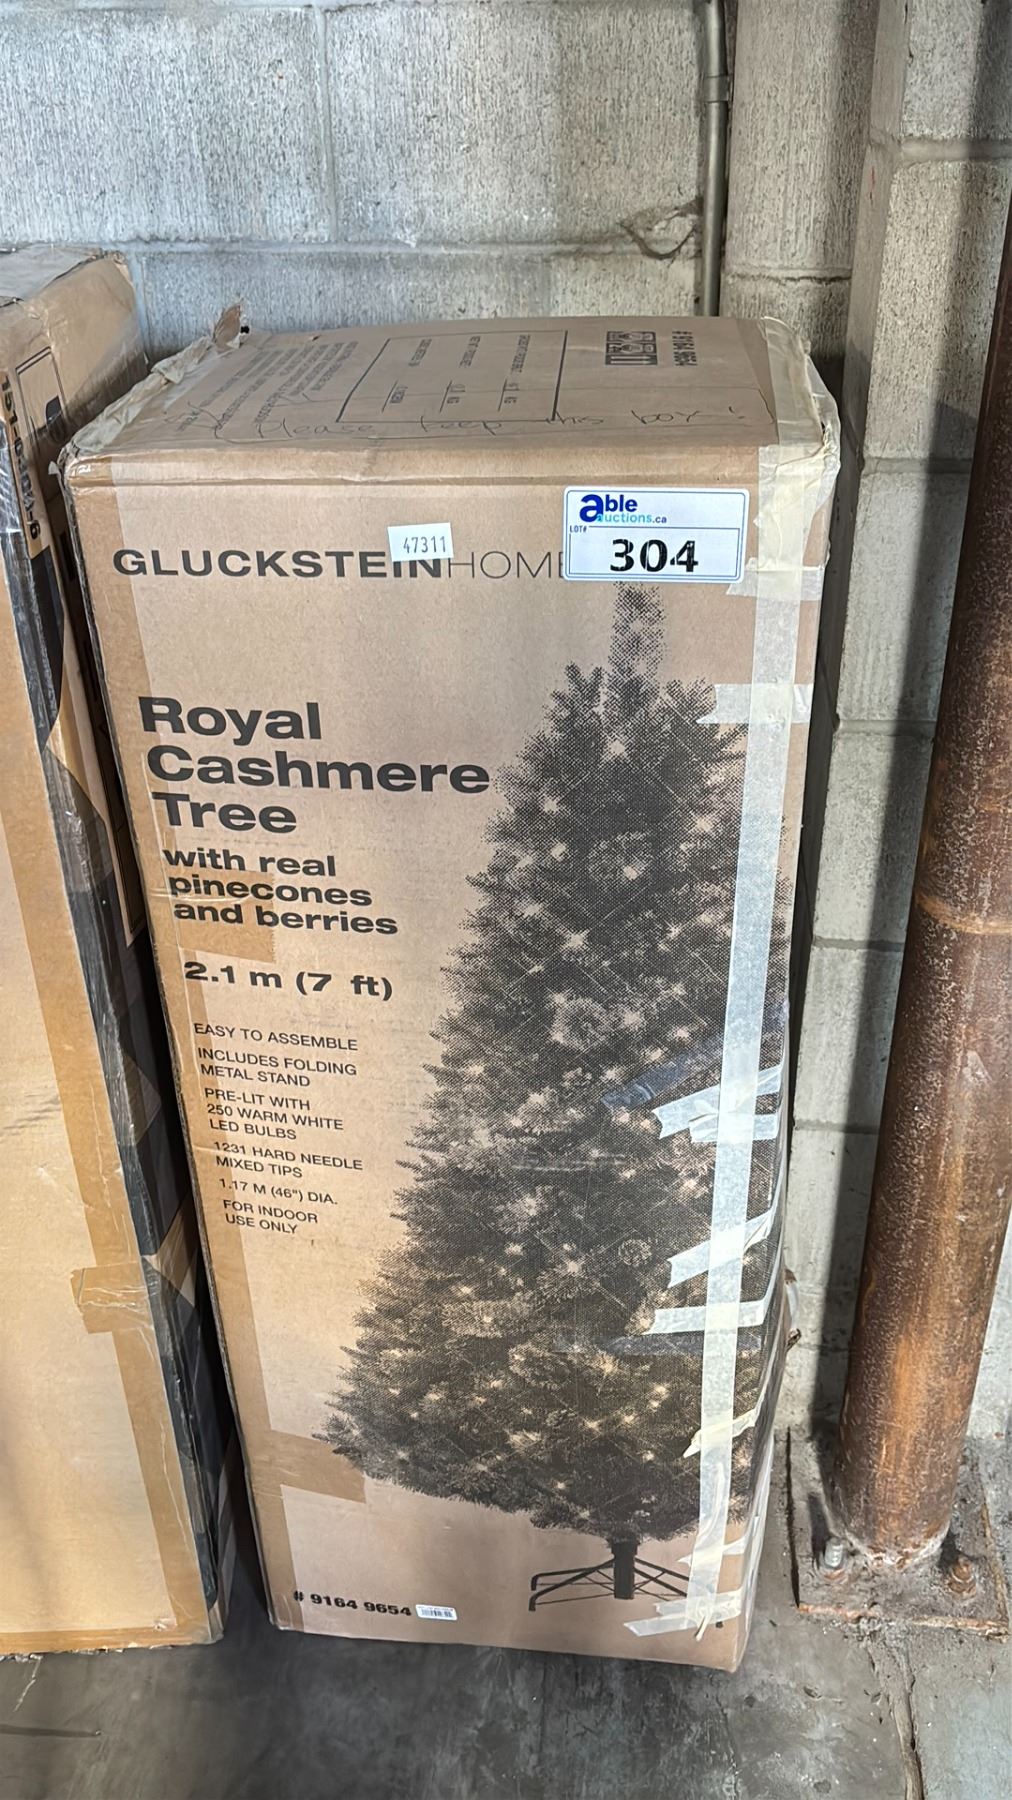 # 9164 9654
Please keep this box!
able
auctions.ca
LOT#
304
47311
GLUCKSTEINHOME
Royal
Cashmere
Tree
with real
pinecones
and berries
2.1 m (7 ft)
EASY TO ASSEMBLE
INCLUDES FOLDING
METAL STAND
PRE-LIT WITH
250 WARM WHITE
LED BULBS
1231 HARD NEEDLE
MIXED TIPS
1.17 M (46") DIA.
FOR INDOOR
USE ONLY
# 9164 9654